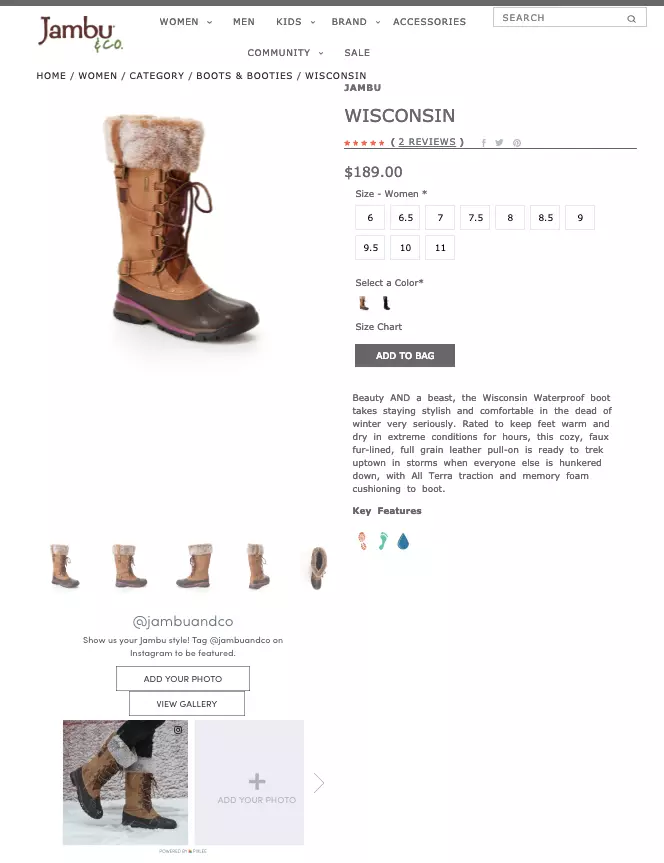 Jambu
& co.
WOMEN MEN KIDS BRAND ACCESSORIES
SEARCH
COMMUNITY SALE
HOME / WOMEN / CATEGORY / BOOTS & BOOTIES / WISCONSIN
JAMBU
WISCONSIN
( 2 REVIEWS )
$189.00
Size - Women *
6 6.5 7 7.5 8 8.5 9
9.5 10 11
Select a Color*
Size Chart
ADD TO BAG
Beauty AND a beast, the Wisconsin Waterproof boot
takes staying stylish and comfortable in the dead of
winter very seriously. Rated to keep feet warm and
dry in extreme conditions for hours, this cozy, faux
fur-lined, full grain leather pull-on is ready to trek
uptown in storms when everyone else is hunkered
down, with All Terra traction and memory foam
cushioning to boot.
Key Features
@jambuandco
Show us your Jambu style! Tag @jambuandco on
Instagram to be featured.
ADD YOUR PHOTO
VIEW GALLERY
ADD YOUR PHOTO
POWERED BY PIXLEE